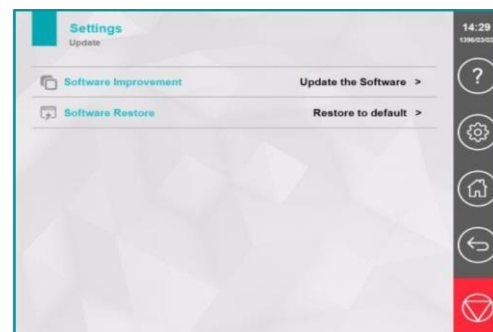 Settings
Update
Software Improvement Update the Software >
Software Restore Restore to default >
14:29
1396/03/03
?